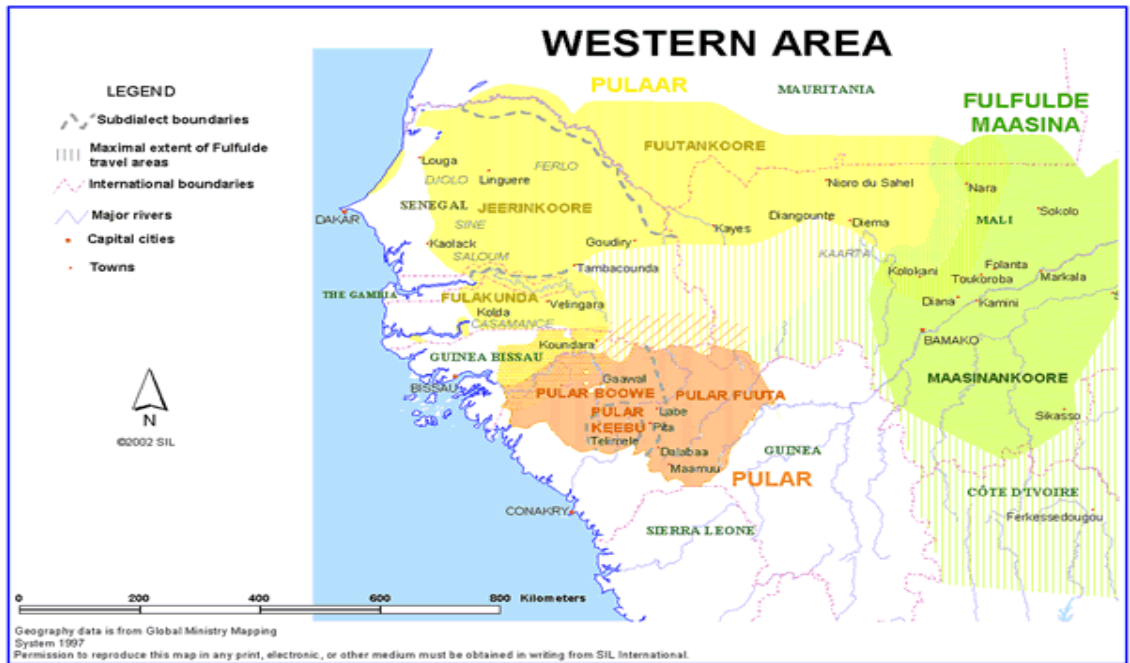 WESTERN AREA
LEGEND
Subdialect boundaries
Maximal extent of Fulfulde
travel areas
International boundaries
Major rivers
Capital cities
Towns
N
©2002 SIL
PULAAR
MAURITANIA
FULFULDE
MAASINA
FUUTANKOORE
Louga
FERLO
DJOLO
Linguere
Nioro du Sahel
Nara
SENEGAL
JEERINKOORE
DAKAR
SINE
Kayes
Diangounte
Diema
MALI
Sokolo
Kaolack
Goudiry
SALOUM
Tambacounda
KAARTA
Kolokani
Fplanta
Toukoroba
Markala
THE GAMBIA
FULAKUNDA
Velingara
Kolda
CASAMANCE
Diana
Kamini
S
Koundara
BAMAKO
GUINEA BISSAU
BISSAU
Gaawal
PULAR BOOWE
PULAR FUUTA
MAASINANKOORE
PULAR
KEEBU
Labe
Pita
Telimele
Sikasso
Dalabaa
Maamuu
GUINEA
PULAR
CÔTE D'IVOIRE
CONAKRY
Ferkessedougou
SIERRA LEONE
0 200 400 600 800 Kilometers
Geography data is from Global Ministry Mapping
System 1997
Permission to reproduce this map in any print, electronic, or other medium must be obtained in writing from SIL International.